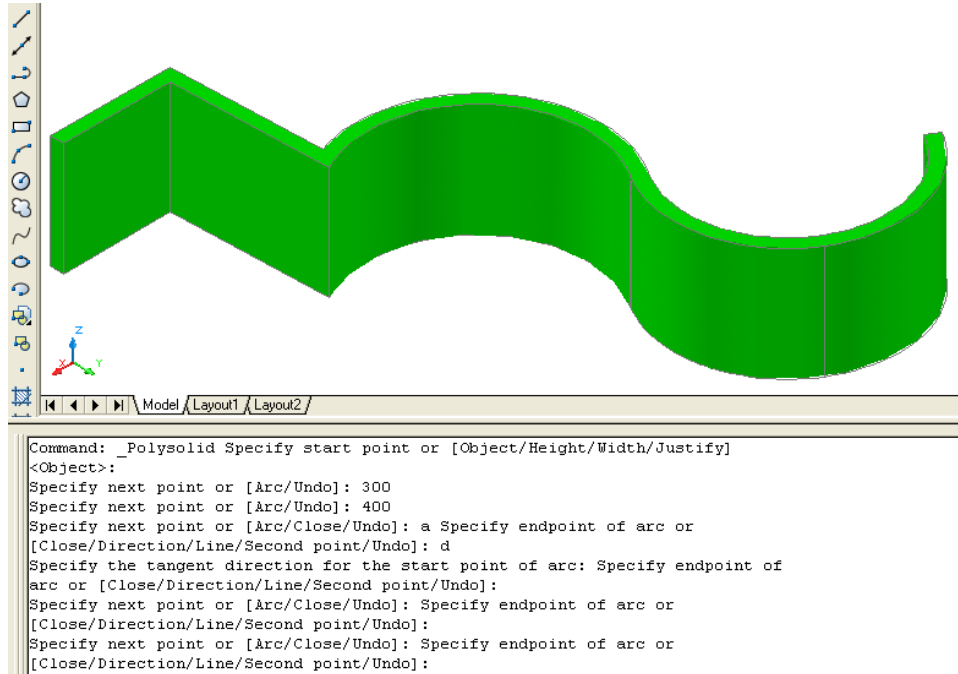 Z
X
Y
Model Layout1 Layout2
Command: _Polysolid Specify start point or [Object/Height/Width/Justify]
<Object>:
Specify next point or [Arc/Undo]: 300
Specify next point or [Arc/Undo]: 400
Specify next point or [Arc/Close/Undo]: a Specify endpoint of arc or
[Close/Direction/Line/Second point/Undo]: d
Specify the tangent direction for the start point of arc: Specify endpoint of
arc or [Close/Direction/Line/Second point/Undo]:
Specify next point or [Arc/Close/Undo]: Specify endpoint of arc or
[Close/Direction/Line/Second point/Undo]:
Specify next point or [Arc/Close/Undo]: Specify endpoint of arc or
[Close/Direction/Line/Second point/Undo]: